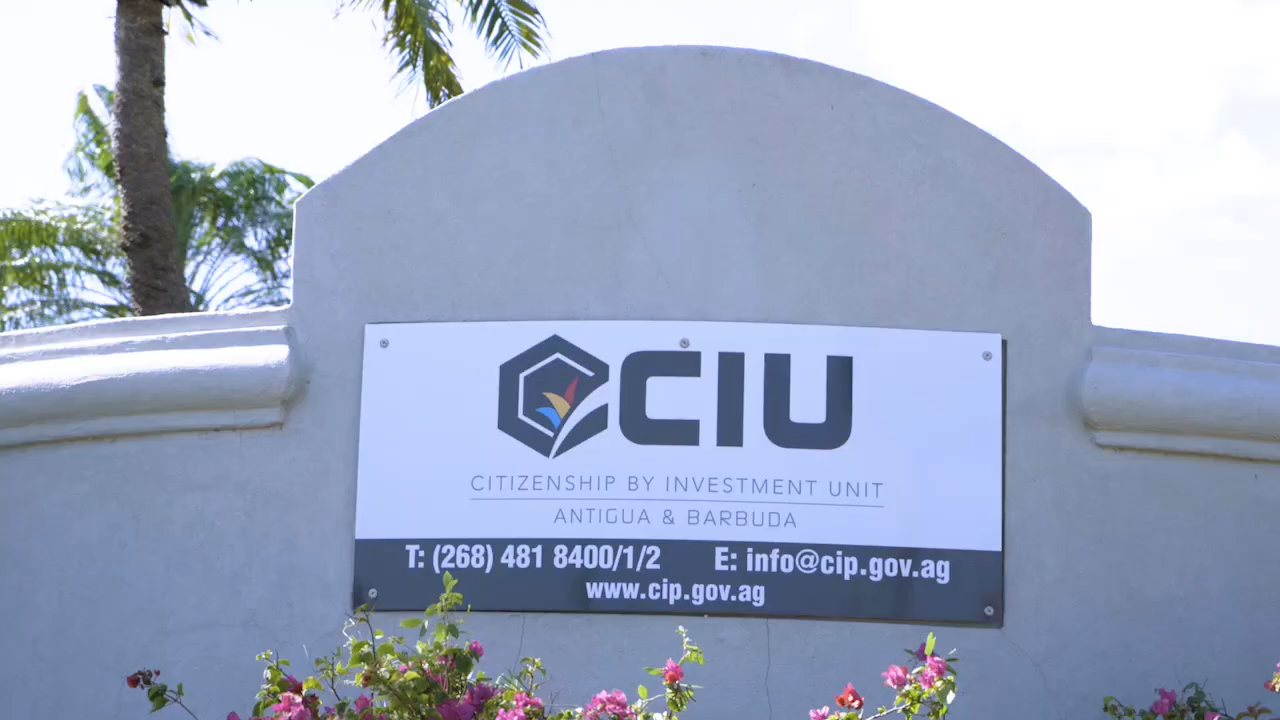 CIU
CITIZENSHIP BY INVESTMENT UNIT
ANTIGUA & BARBUDA
T: (268) 481 8400/1/2 E: info@cip.gov.ag
www.cip.gov.ag